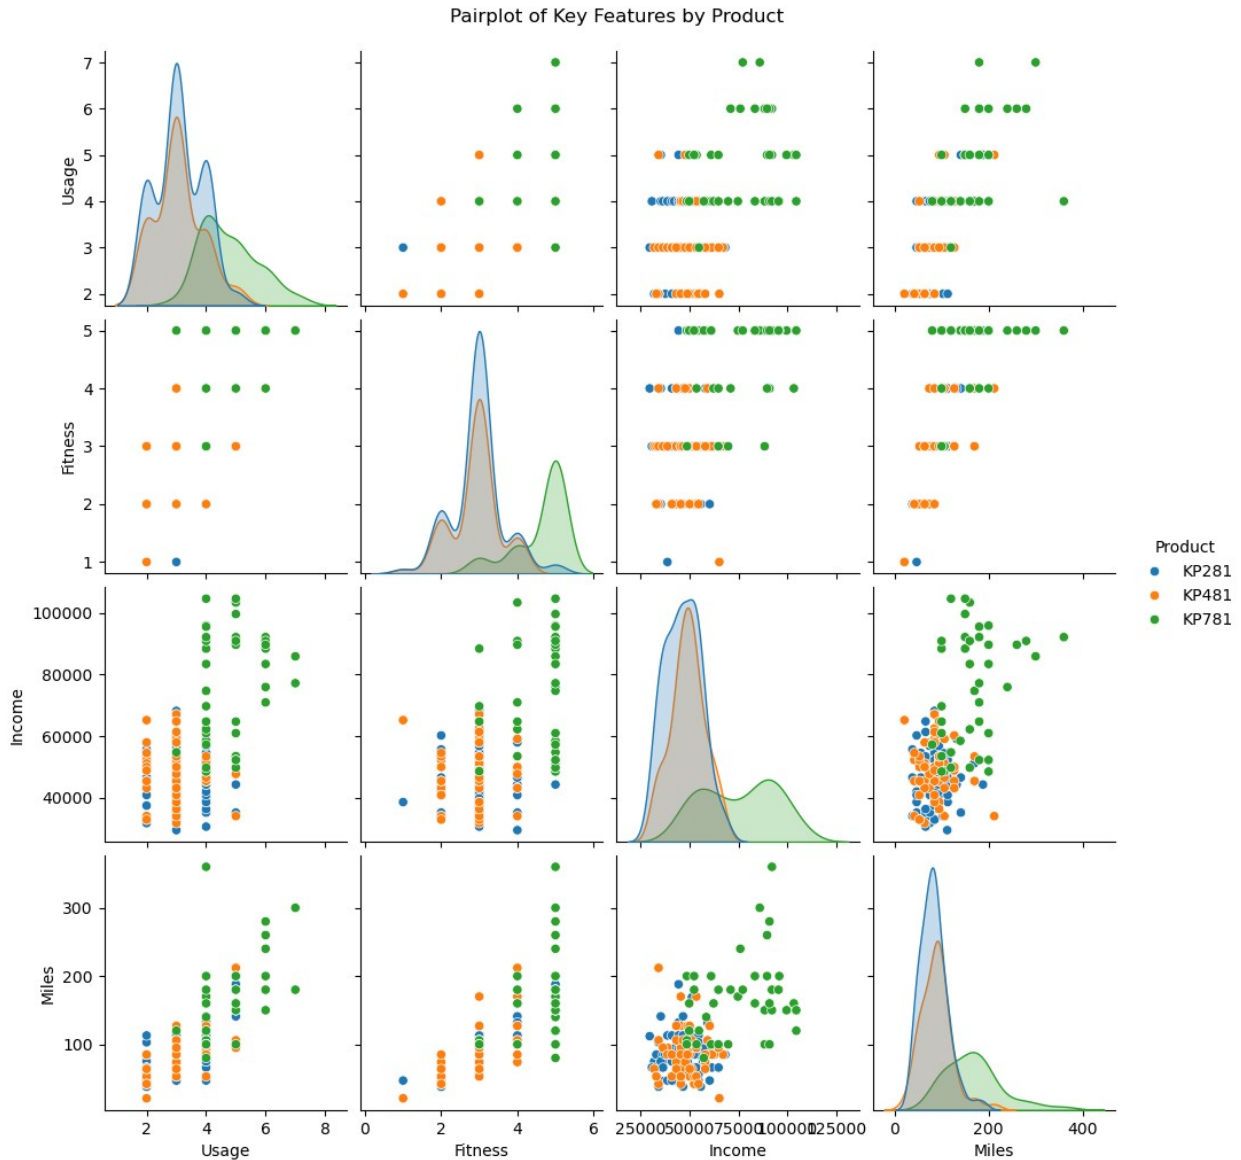 Pairplot of Key Features by Product
7
6
5
4
3
2
Usage
5
4
3
2
1
Fitness
Product
KP281
KP481
KP781
100000
80000
60000
40000
Income
300
200
100
Miles
2 4 6 8
Usage
0 2 4 6
Fitness
25000 50000 75000 100000 125000
Income
0 200 400
Miles